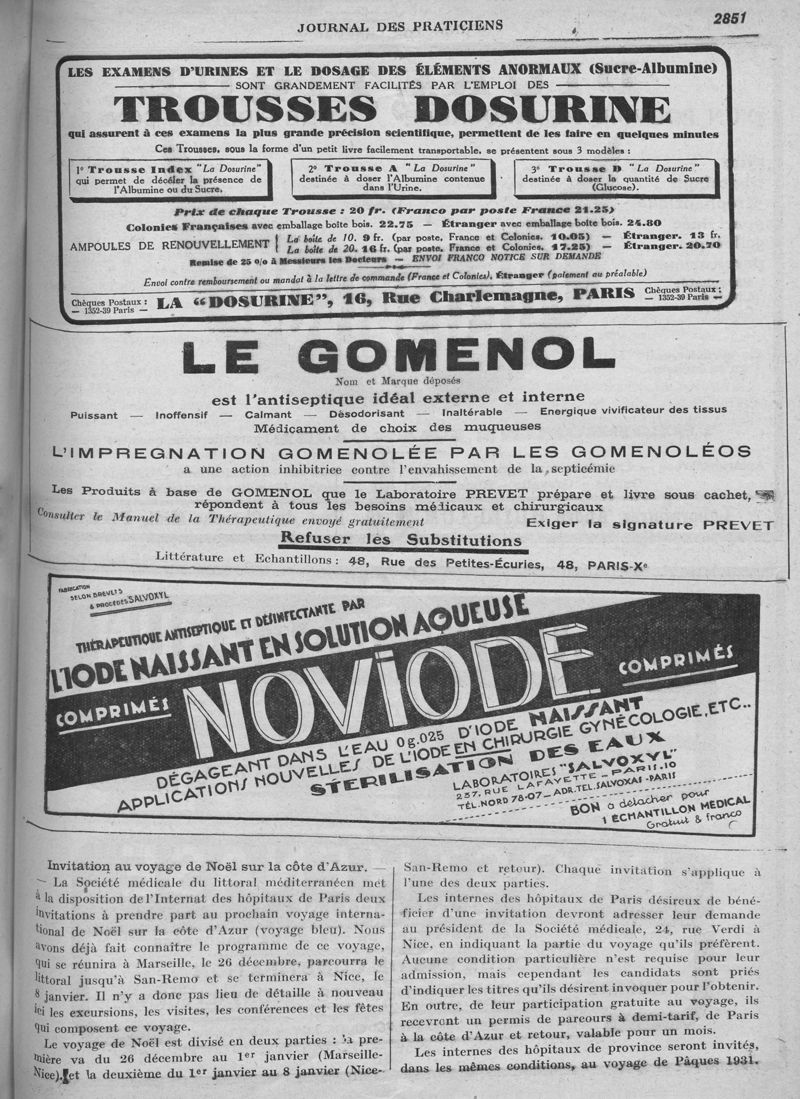 JOURNAL DES PRATICIENS
2851
LES EXAMENS D'URINES ET LE DOSAGE DES ÉLÉMENTS ANORMAUX (Sucre-Albumine)
SONT GRANDEMENT FACILITÉS PAR L'EMPLOI DES
TROUSSES DOSURINE
qui assurent à ces examens la plus grande précision scientifique, permettent de les faire en quelques minutes
Ces Trousses, sous la forme d'un petit livre facilement transportable, se présentent sous 3 modèles :
1º Trousse Index "La Dosurine"
qui permet de décéler la présence de
l'Albumine ou du Sucre.
2º Trousse A "La Dosurine"
destinée à doser l'Albumine contenue
dans l'Urine.
3º Trousse D "La Dosurine"
destinée à doser la quantité de Sucre
(Glucose).
Prix de chaque Trousse : 20 fr. (Franco par poste France 21.25)
Colonies Françaises avec emballage boîte bois. 22.75 — Étranger avec emballage boîte bois. 24.80
AMPOULES DE RENOUVELLEMENT
La boîte de 10. 9 fr. (par poste, France et Colonies. 10.05) — Étranger. 13 fr.
La boîte de 20. 16 fr. (par poste, France et Colonies. 17.25) — Étranger. 20.70
Remise de 25 0/0 à Messieurs les Docteurs — ENVOI FRANCO NOTICE SUR DEMANDE
Envoi contre remboursement ou mandat à la lettre de commande (France et Colonies), Étranger (paiement au préalable)
Chèques Postaux :
— 1352-39 Paris —
LA "DOSURINE", 16, Rue Charlemagne, PARIS
Chèques Postaux :
— 1352-39 Paris —
LE GOMENOL
Nom et Marque déposés
est l'antiseptique idéal externe et interne
Puissant — Inoffensif — Calmant — Désodorisant — Inaltérable — Energique vivificateur des tissus
Médicament de choix des muqueuses
L'IMPREGNATION GOMENOLÉE PAR LES GOMENOLÉOS
a une action inhibitrice contre l'envahissement de la septicémie
Les Produits à base de GOMENOL que le Laboratoire PREVET prépare et livre sous cachet,
répondent à tous les besoins médicaux et chirurgicaux
Consulter le Manuel de la Thérapeutique envoyé gratuitement
Exiger la signature PREVET
Refuser les Substitutions
Littérature et Echantillons : 48, Rue des Petites-Écuries, 48, PARIS-Xe
FABRICATION
SELON BREVETS
& PROCÉDÉS SALVOXYL
THÉRAPEUTIQUE ANTISEPTIQUE ET DÉSINFECTANTE PAR
L'IODE NAISSANT EN SOLUTION AQUEUSE
COMPRIMÉS
NOVIODE
COMPRIMÉS
DÉGAGEANT DANS L'EAU 0g.025 D'IODE NAISSANT
APPLICATIONS NOUVELLES DE L'IODE EN CHIRURGIE GYNÉCOLOGIE, ETC..
STÉRILISATION DES EAUX
LABORATOIRES "SALVOXYL"
237, RUE LAFAYETTE — PARIS.10
TÉL. NORD 78-07 — ADR. TEL. SALVOXAS - PARIS
BON à détacher pour
1 ÉCHANTILLON MÉDICAL
Gratuit & franco
Invitation au voyage de Noël sur la côte d'Azur. —
— La Société médicale du littoral méditerranéen met
à la disposition de l'Internat des hôpitaux de Paris deux
invitations à prendre part au prochain voyage interna-
tional de Noël sur la côte d'Azur (voyage bleu). Nous
avons déjà fait connaître le programme de ce voyage,
qui se réunira à Marseille, le 26 décembre, parcourra le
littoral jusqu'à San-Remo et se terminera à Nice, le
8 janvier. Il n'y a donc pas lieu de détaille à nouveau
ici les excursions, les visites, les conférences et les fêtes
qui composent ce voyage.
Le voyage de Noël est divisé en deux parties : la pre-
mière va du 26 décembre au 1er janvier (Marseille-
Nice), et la deuxième du 1er janvier au 8 janvier (Nice-
San-Remo et retour). Chaque invitation s'applique à
l'une des deux parties.
Les internes des hôpitaux de Paris désireux de béné-
ficier d'une invitation devront adresser leur demande
au président de la Société médicale, 24, rue Verdi à
Nice, en indiquant la partie du voyage qu'ils préfèrent.
Aucune condition particulière n'est requise pour leur
admission, mais cependant les candidats sont priés
d'indiquer les titres qu'ils désirent invoquer pour l'obtenir.
En outre, de leur participation gratuite au voyage, ils
recevront un permis de parcours à demi-tarif, de Paris
à la côte d'Azur et retour, valable pour un mois.
Les internes des hôpitaux de province seront invités,
dans les mêmes conditions, au voyage de Pâques 1931.